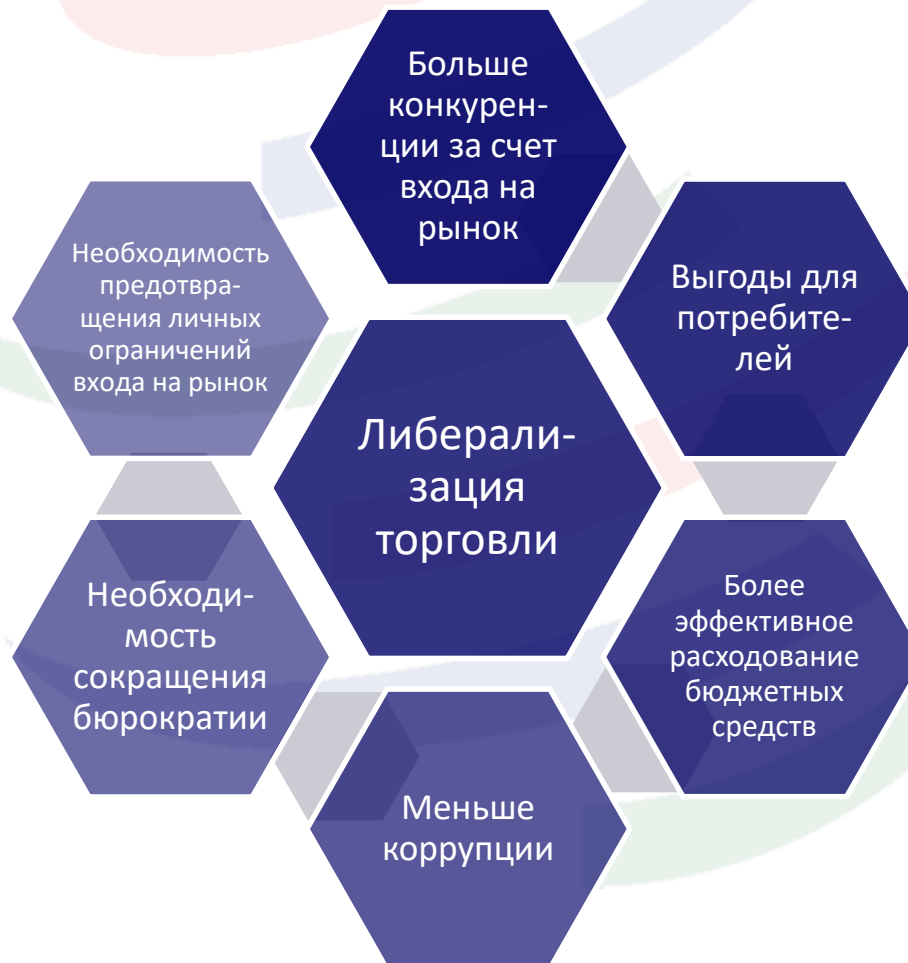 Больше
конкурен-
ции за счет
входа на
рынок
Выгоды для
потребите-
лей
Более
эффективное
расходование
бюджетных
средств
Меньше
коррупции
Необходи-
мость
сокращения
бюрократии
Необходимость
предотвра-
щения личных
ограничений
входа на рынок
Либерали-
зация
торговли